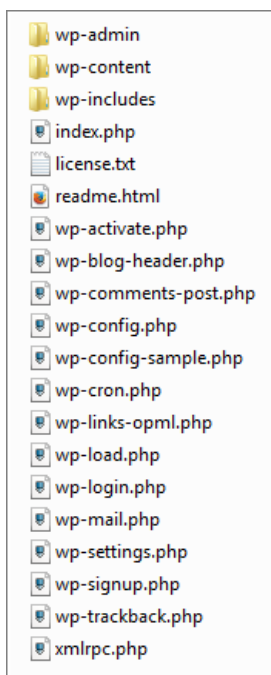 wp-admin
wp-content
wp-includes
index.php
license.txt
readme.html
wp-activate.php
wp-blog-header.php
wp-comments-post.php
wp-config.php
wp-config-sample.php
wp-cron.php
wp-links-opml.php
wp-load.php
wp-login.php
wp-mail.php
wp-settings.php
wp-signup.php
wp-trackback.php
xmlrpc.php